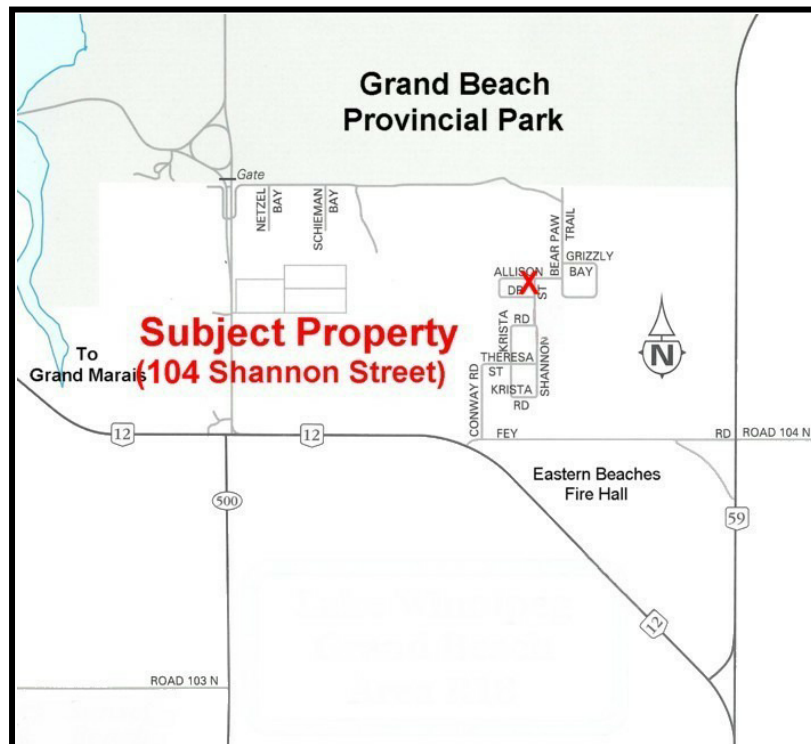 Grand Beach
Provincial Park
Gate
NETZEL
BAY
SCHIEMAN
BAY
BEAR PAW
TRAIL
GRIZZLY
BAY
ALLISON
DR
ST
X
Subject Property
(104 Shannon Street)
To
Grand Marais
KRISTA
RD
THERESA
ST
SHANNON
KRISTA
RD
CONWAY RD
N
12
12
FEY
RD
ROAD 104 N
Eastern Beaches
Fire Hall
500
59
12
ROAD 103 N